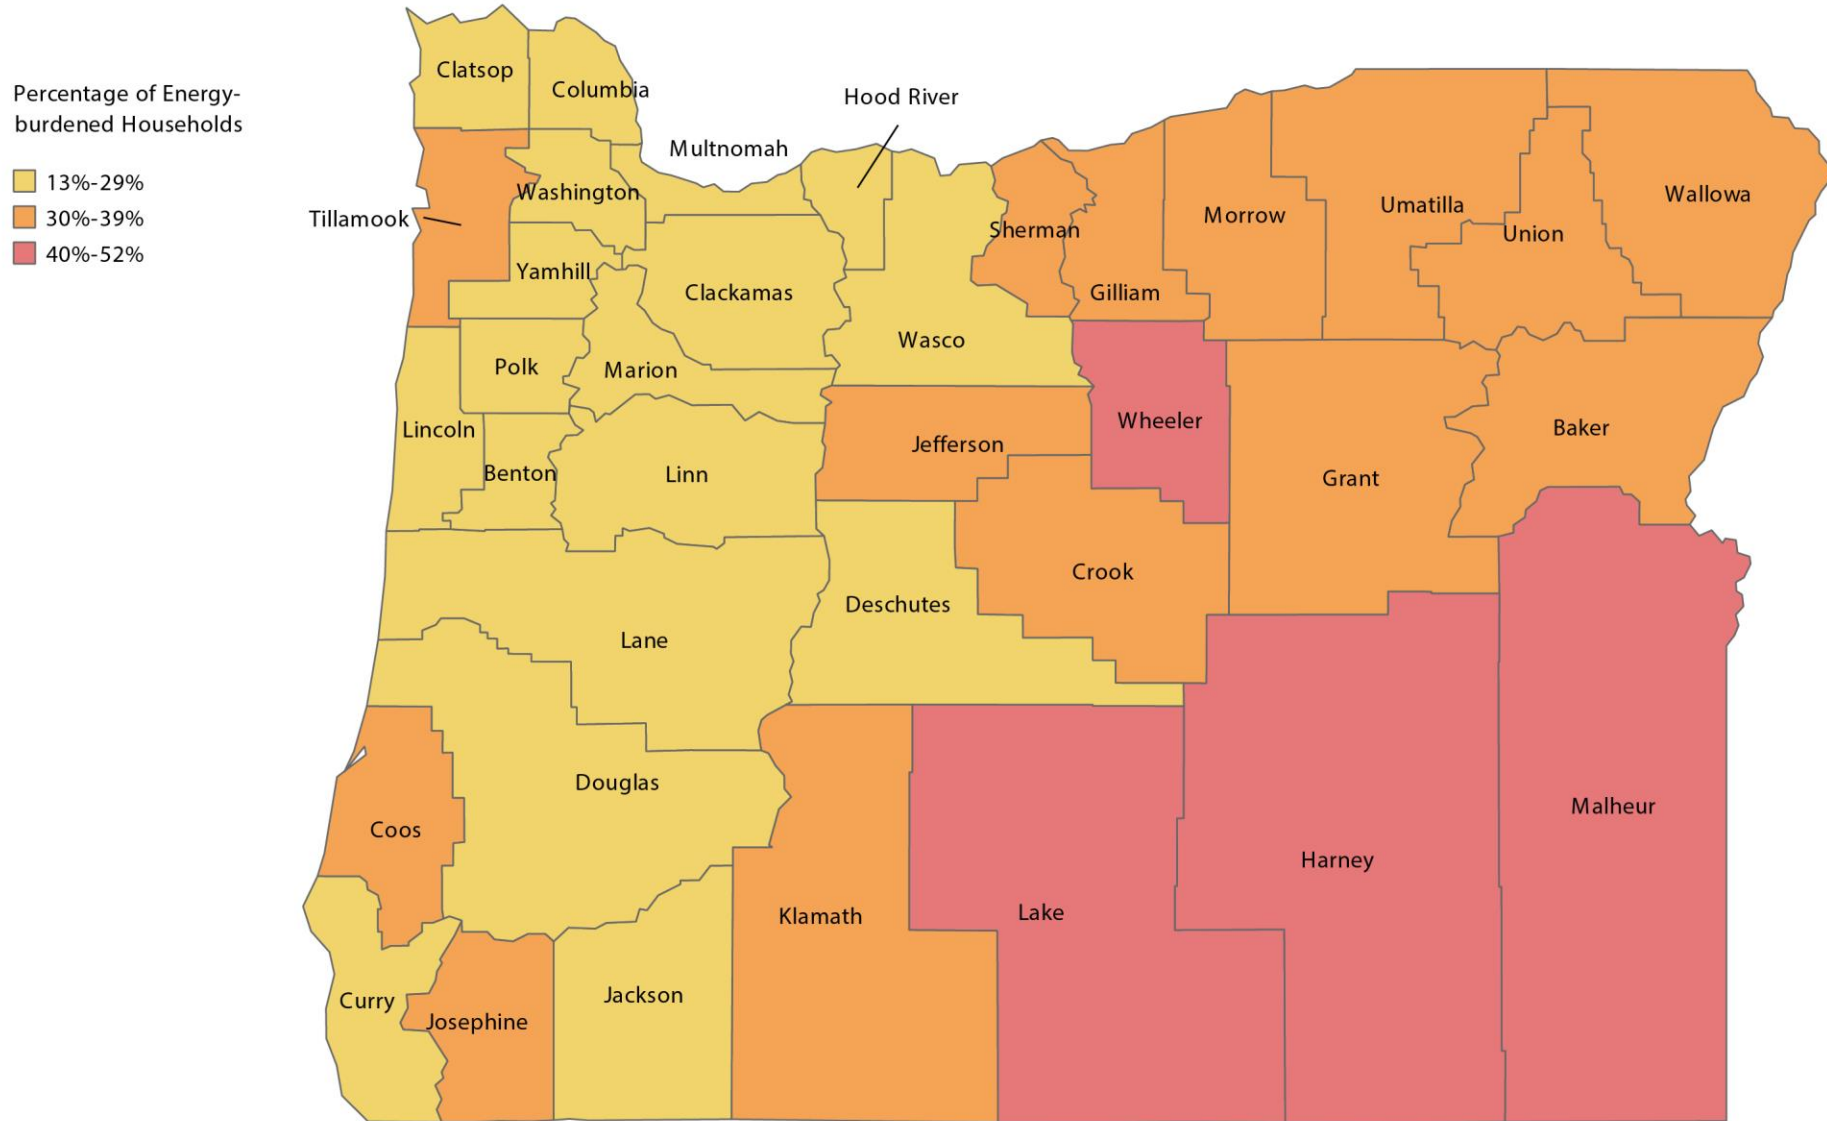 Percentage of Energy-
burdened Households
13%-29%
30%-39%
40%-52%
Clatsop
Columbia
Hood River
Multnomah
Washington
Tillamook
Sherman
Morrow
Umatilla
Union
Wallowa
Yamhill
Clackamas
Gilliam
Wasco
Polk
Marion
Lincoln
Benton
Linn
Jefferson
Wheeler
Grant
Baker
Crook
Deschutes
Lane
Douglas
Coos
Klamath
Lake
Harney
Malheur
Curry
Josephine
Jackson